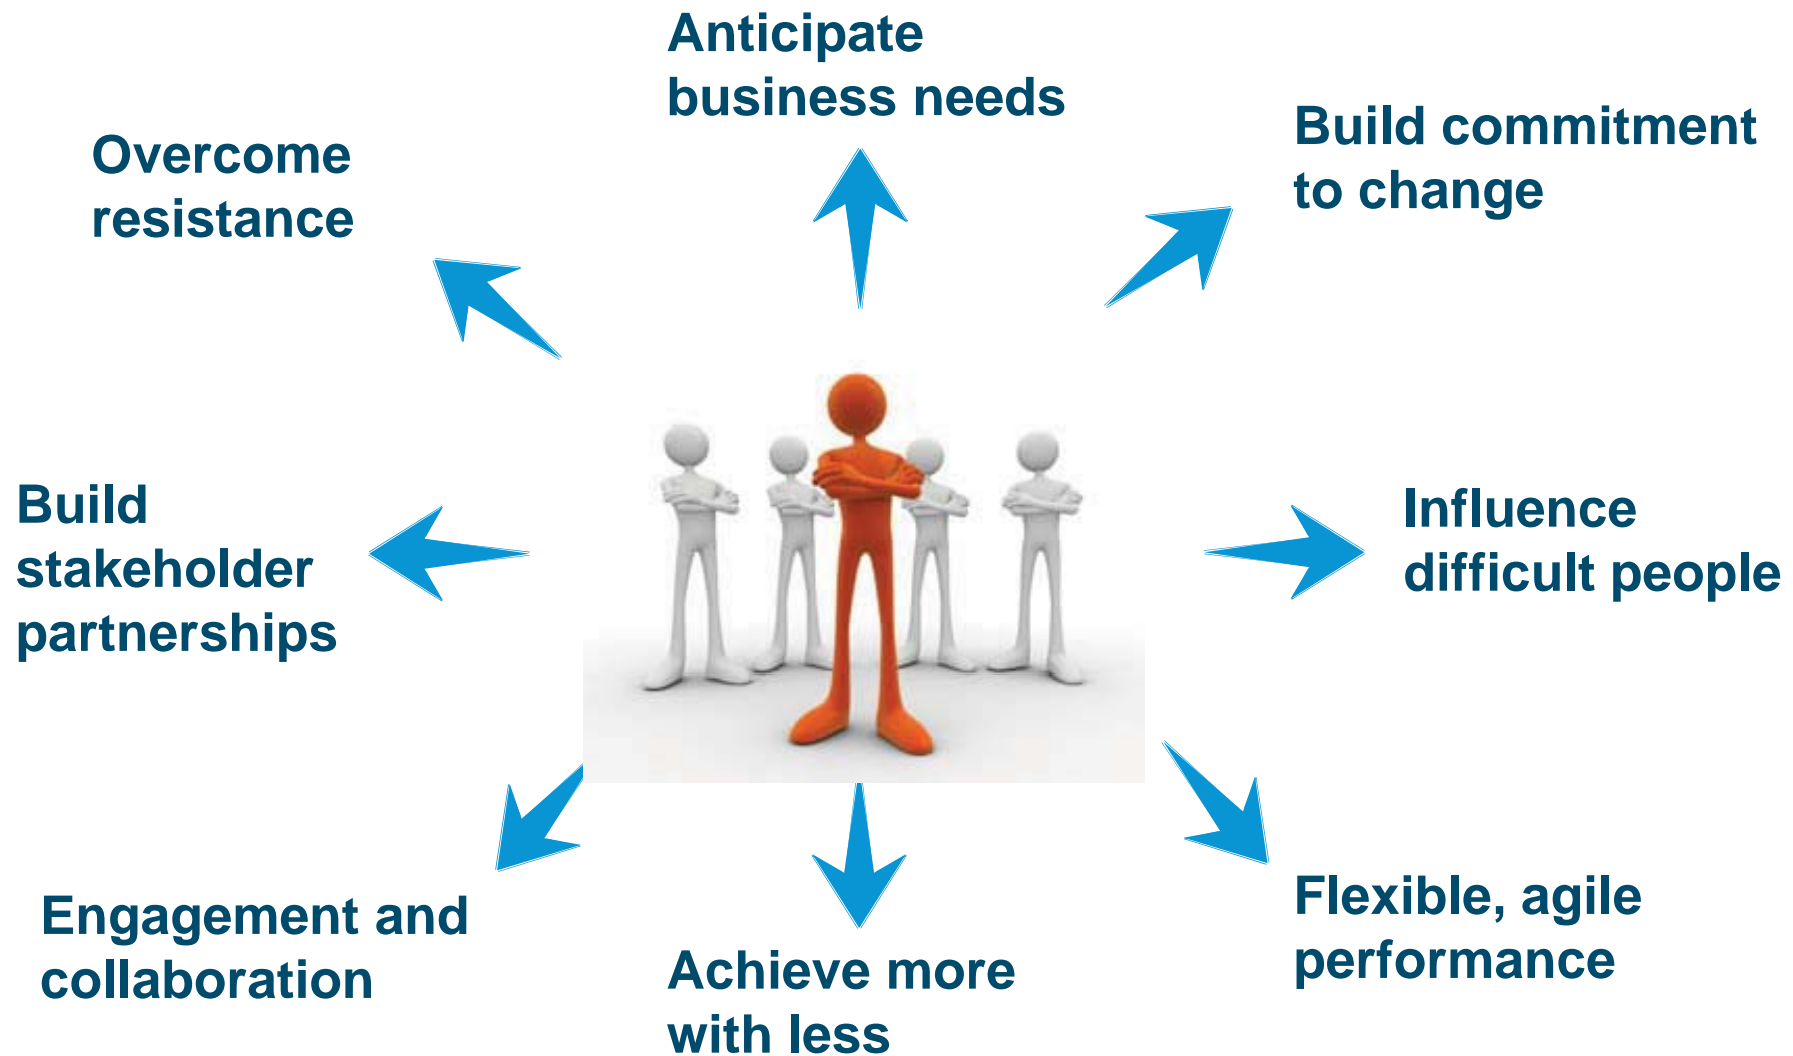 Anticipate
business needs
Build commitment
to change
Overcome
resistance
Build
stakeholder
partnerships
Influence
difficult people
Engagement and
collaboration
Achieve more
with less
Flexible, agile
performance